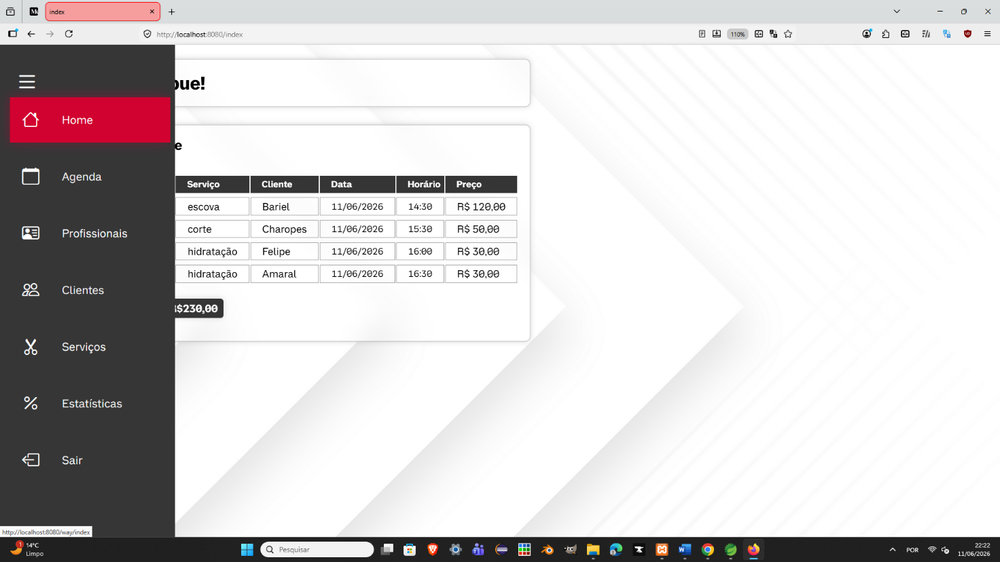 index
http://localhost:8080/index
110%
Home
Agenda
Profissionais
Clientes
Serviços
Estatísticas
Sair
Serviço Cliente Data Horário Preço
escova Bariel 11/06/2026 14:30 R$ 120,00
corte Charopes 11/06/2026 15:30 R$ 50,00
hidratação Felipe 11/06/2026 16:00 R$ 30,00
hidratação Amaral 11/06/2026 16:30 R$ 30,00
$230,00
http://localhost:8080/way/index
1
14°C
Limpo
Pesquisar
POR
22:22
11/06/2026